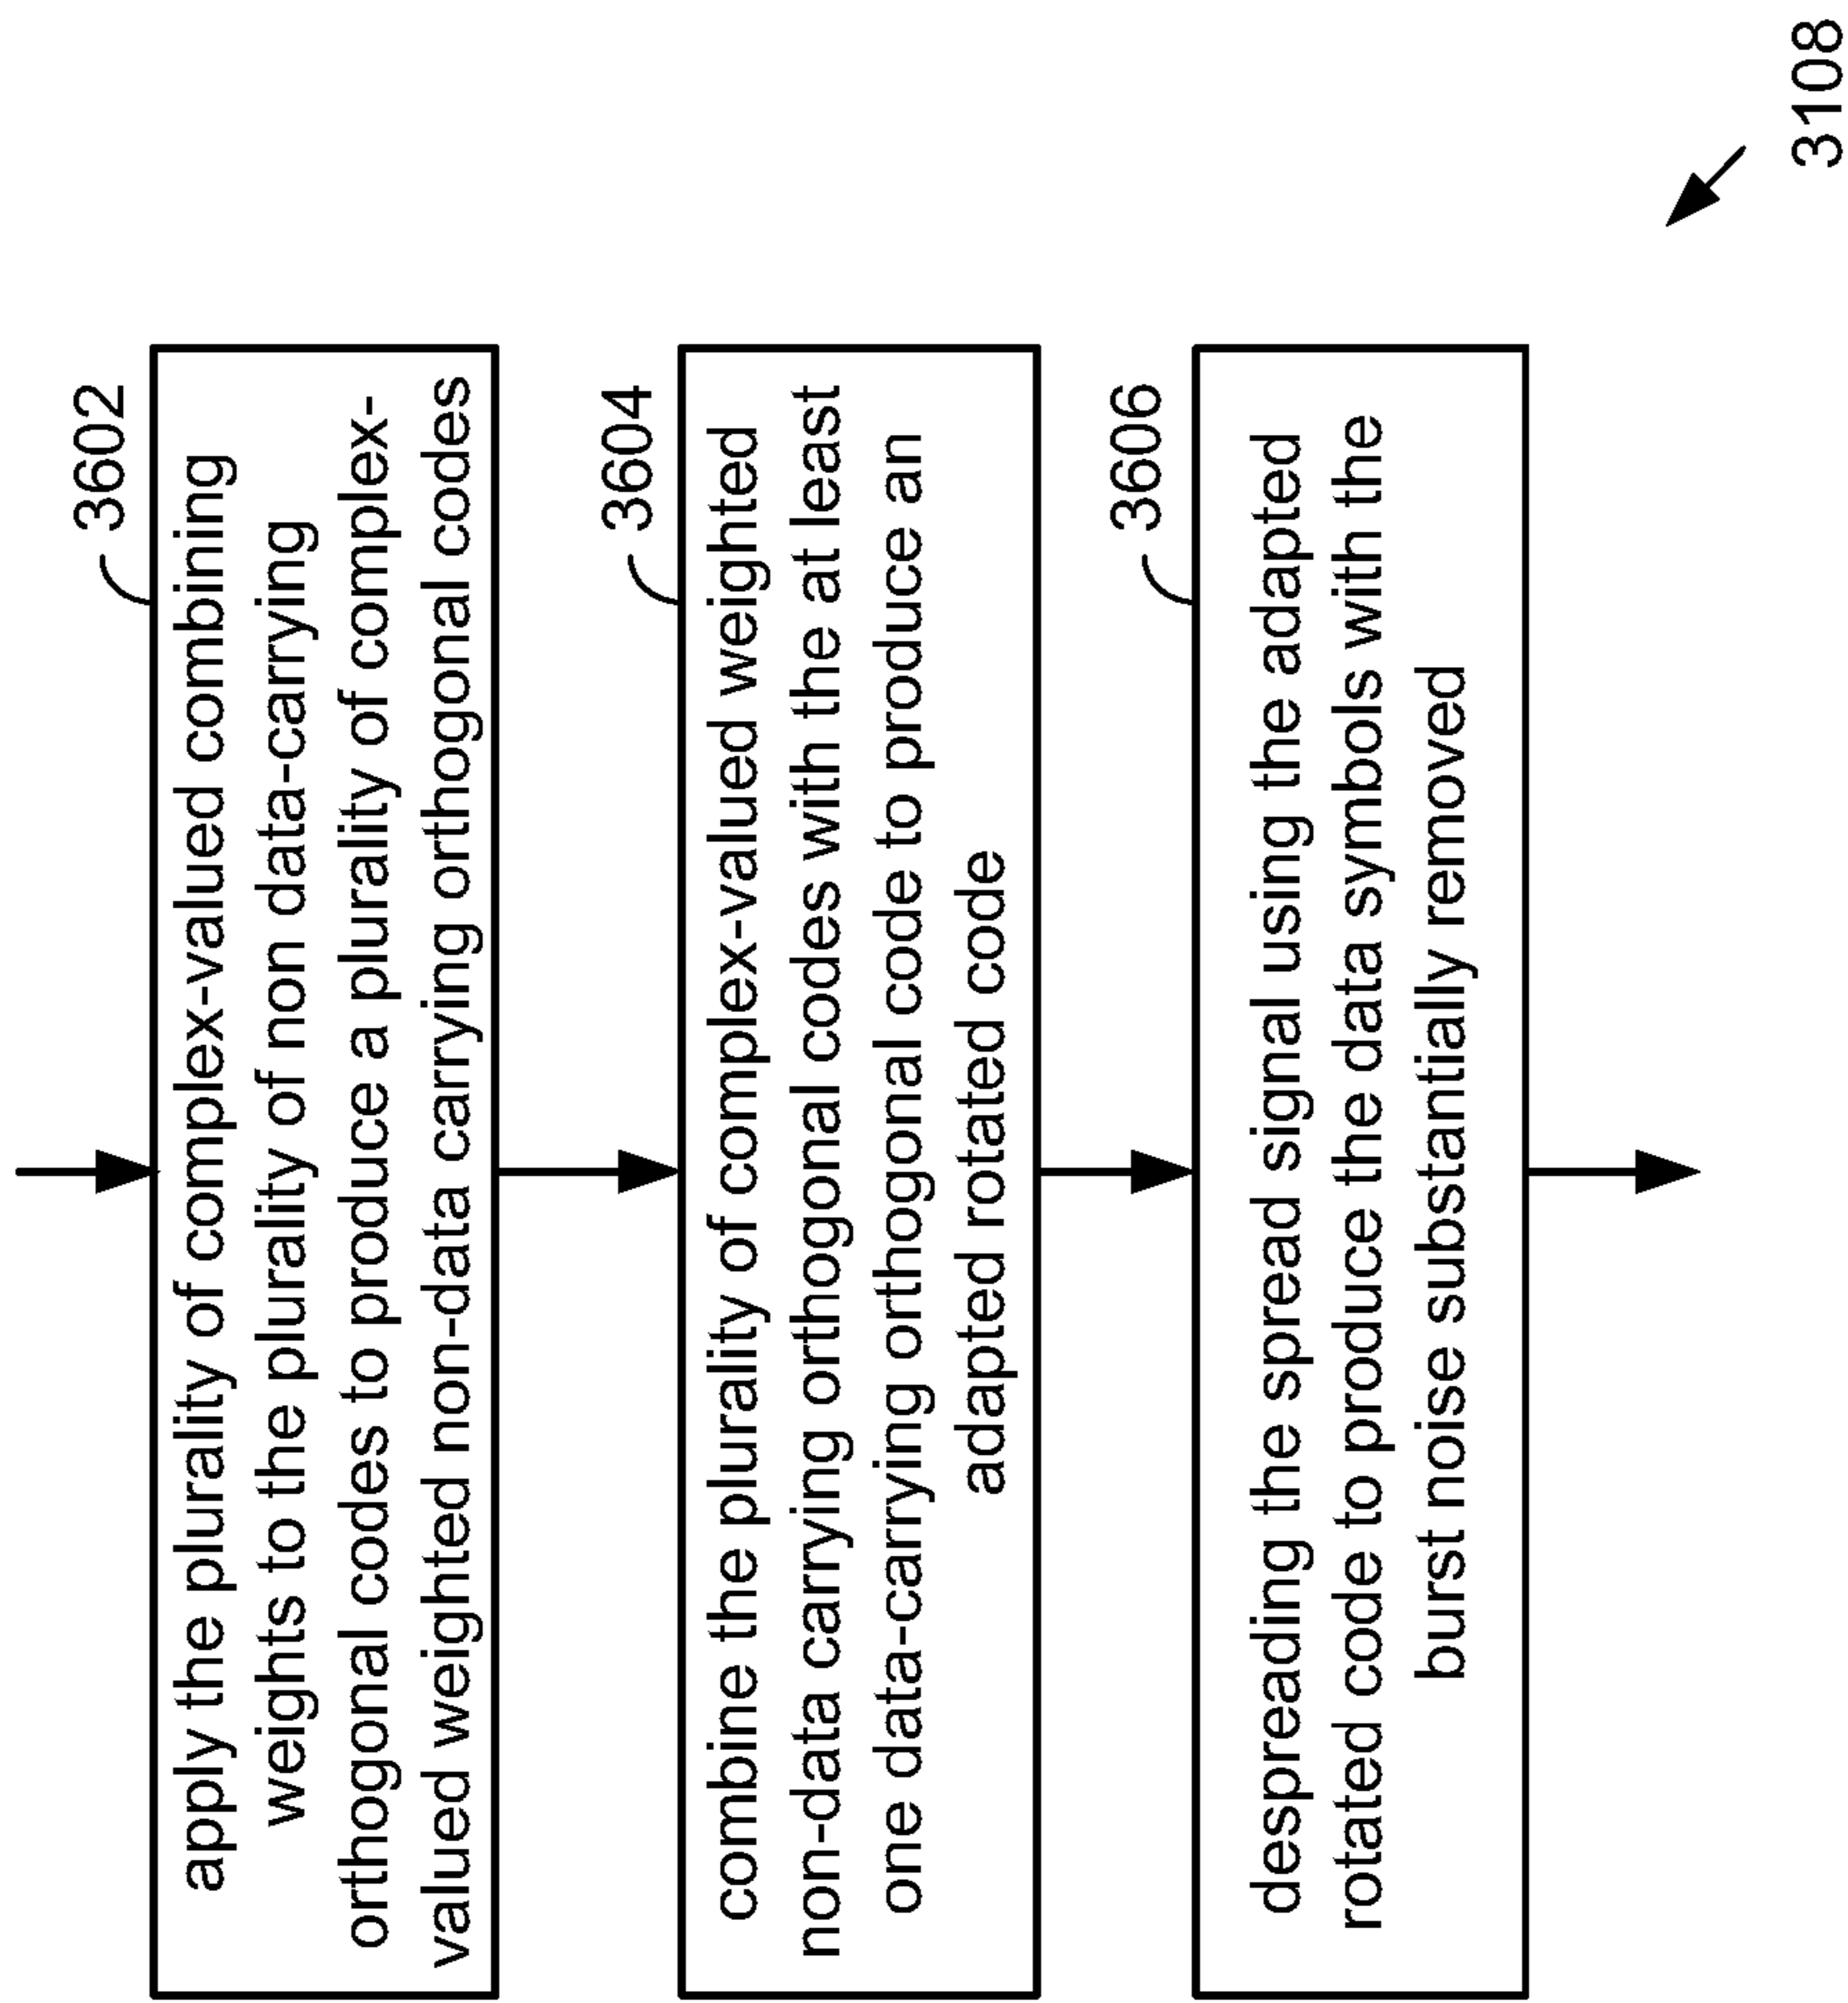 3602
apply the plurality of complex-valued combining
weights to the plurality of non data-carrying
orthogonal codes to produce a plurality of complex-
valued weighted non-data carrying orthogonal codes
3604
combine the plurality of complex-valued weighted
non-data carrying orthogonal codes with the at least
one data-carrying orthogonal code to produce an
adapted rotated code
3606
despreading the spread signal using the adapted
rotated code to produce the data symbols with the
burst noise substantially removed
3108